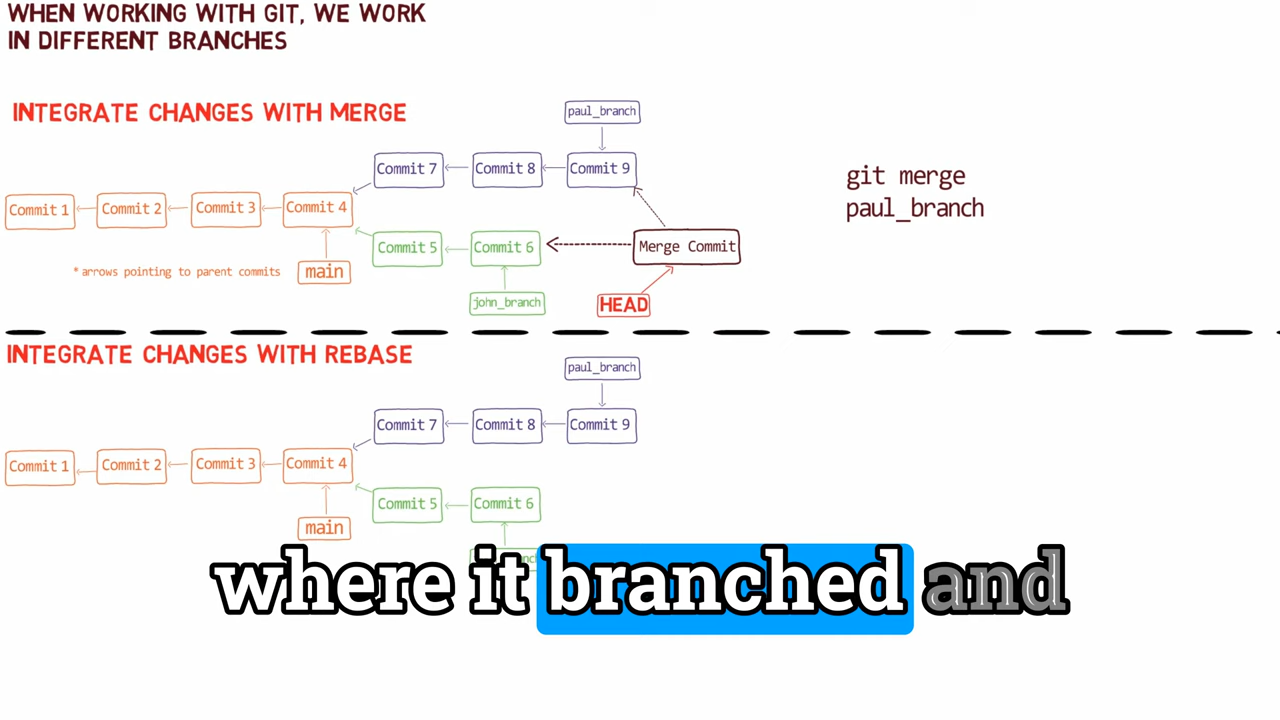 WHEN WORKING WITH GIT, WE WORK
IN DIFFERENT BRANCHES
INTEGRATE CHANGES WITH MERGE
paul_branch
Commit 7
Commit 8
Commit 9
git merge
paul_branch
Commit 1
Commit 2
Commit 3
Commit 4
Commit 5
Commit 6
Merge Commit
* arrows pointing to parent commits
main
john_branch
HEAD
INTEGRATE CHANGES WITH REBASE
paul_branch
Commit 7
Commit 8
Commit 9
Commit 1
Commit 2
Commit 3
Commit 4
Commit 5
Commit 6
main
where it branched and